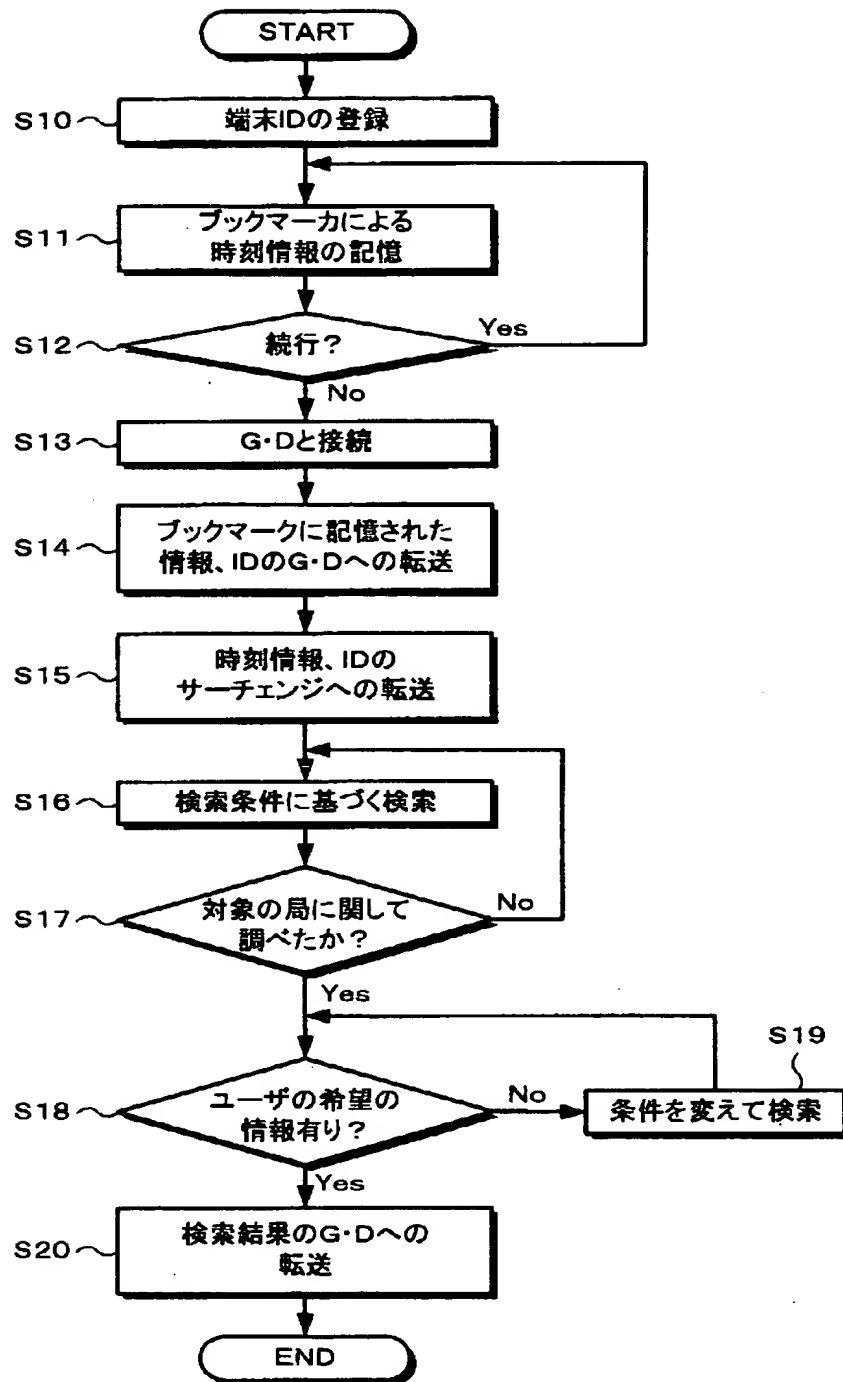 START
S10
端末IDの登録
S11
ブックマーカによる
時刻情報の記憶
S12
続行?
Yes
No
S13
G・Dと接続
S14
ブックマークに記憶された
情報、IDのG・Dへの転送
S15
時刻情報、IDの
サーチェンジへの転送
S16
検索条件に基づく検索
S17
対象の局に関して
調べたか?
No
Yes
S18
ユーザの希望の
情報有り?
No
S19
条件を変えて検索
Yes
S20
検索結果のG・Dへの
転送
END